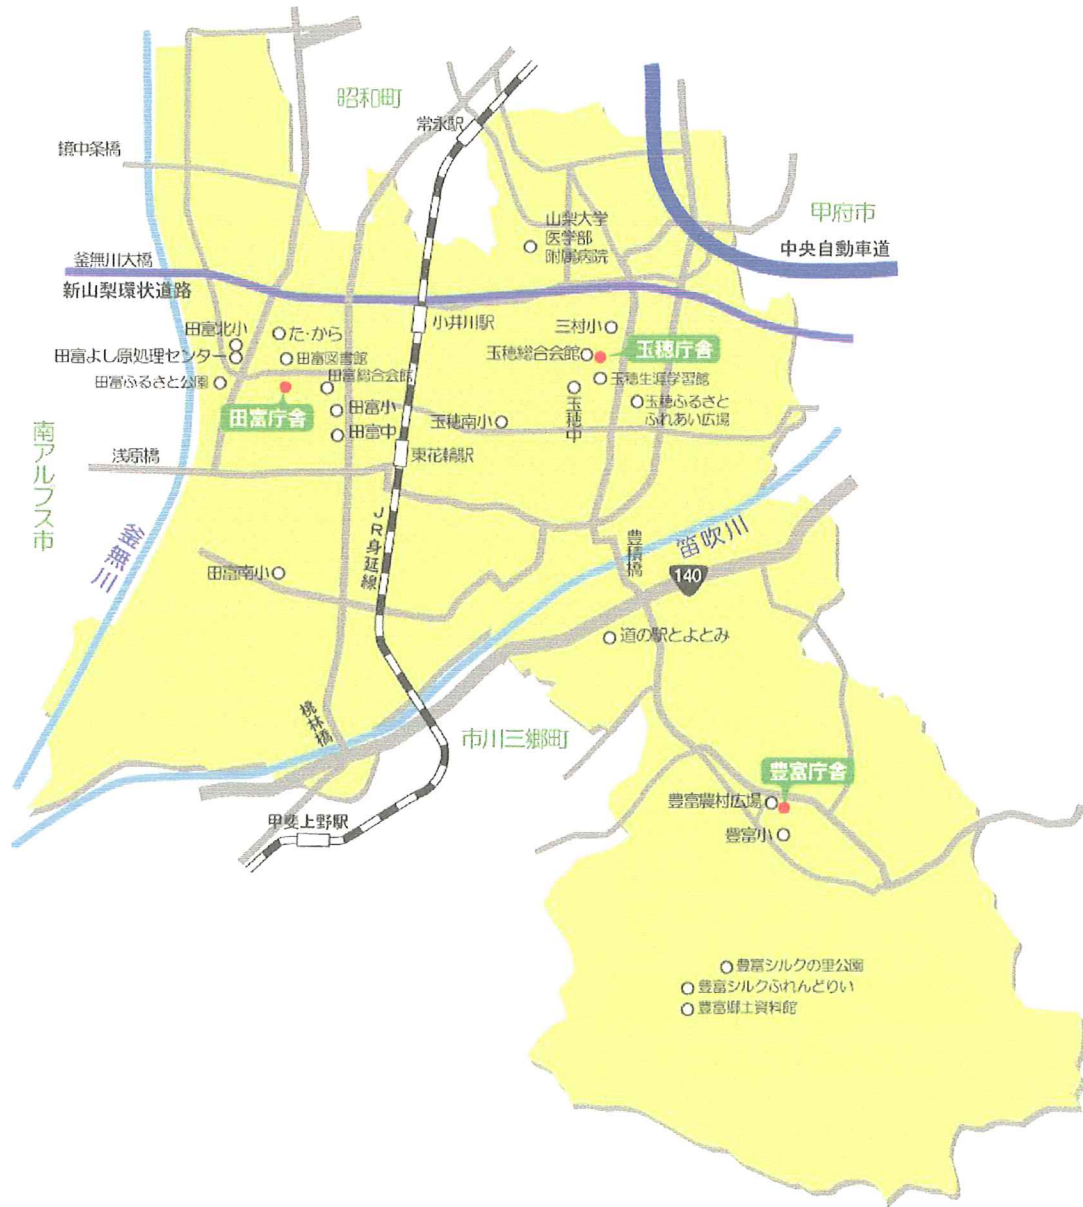 昭和町
常永駅
鏡中条橋
甲府市
山梨大学
医学部
附属病院
中央自動車道
釜無川大橋
新山梨環状道路
小井川駅
三村小
田富北小
た・から
玉穂庁舎
玉穂総合会館
田富よし原処理センター
田富図書館
田富総合会館
玉穂生涯学習館
田富ふるさと公園
玉穂中
玉穂ふるさと
ふれあい広場
田富庁舎
田富小
玉穂南小
田富中
南アルプス市
浅原橋
東花輪駅
JR身延線
釜無川
豊積橋
笛吹川
140
田富南小
道の駅とよとみ
桃林橋
市川三郷町
豊富庁舎
豊富農村広場
甲斐上野駅
豊富小
豊富シルクの里公園
豊富シルクふれんどりい
豊富郷土資料館